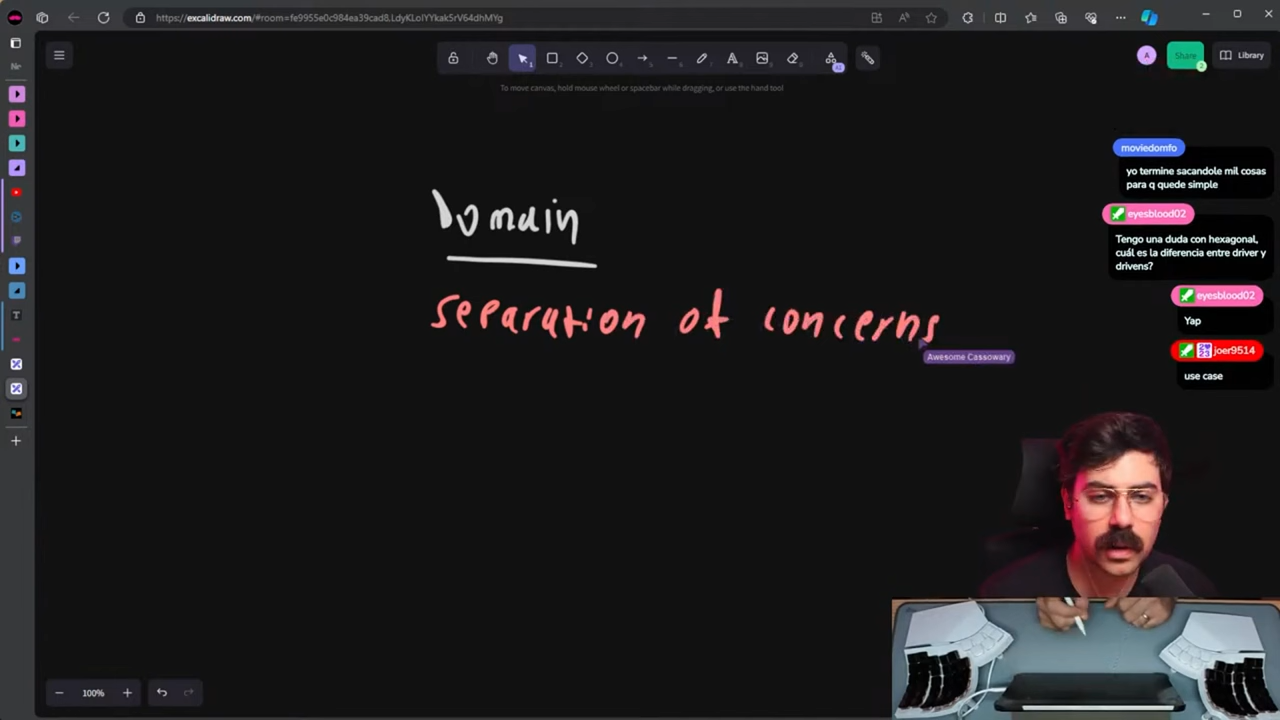 https://excalidraw.com/#room=fe9955e0c984ea39cad8,LdyKLoIYYkak5rV64dhMYg
A
Share
2
Library
To move canvas, hold mouse wheel or spacebar while dragging, or use the hand tool
Domain
separation of concerns
Awesome Cassowary
moviedomfo
yo termine sacandole mil cosas
para q quede simple
eyesblood02
Tengo una duda con hexagonal,
cuál es la diferencia entre driver y
drivens?
eyesblood02
Yap
joer9514
use case
100%